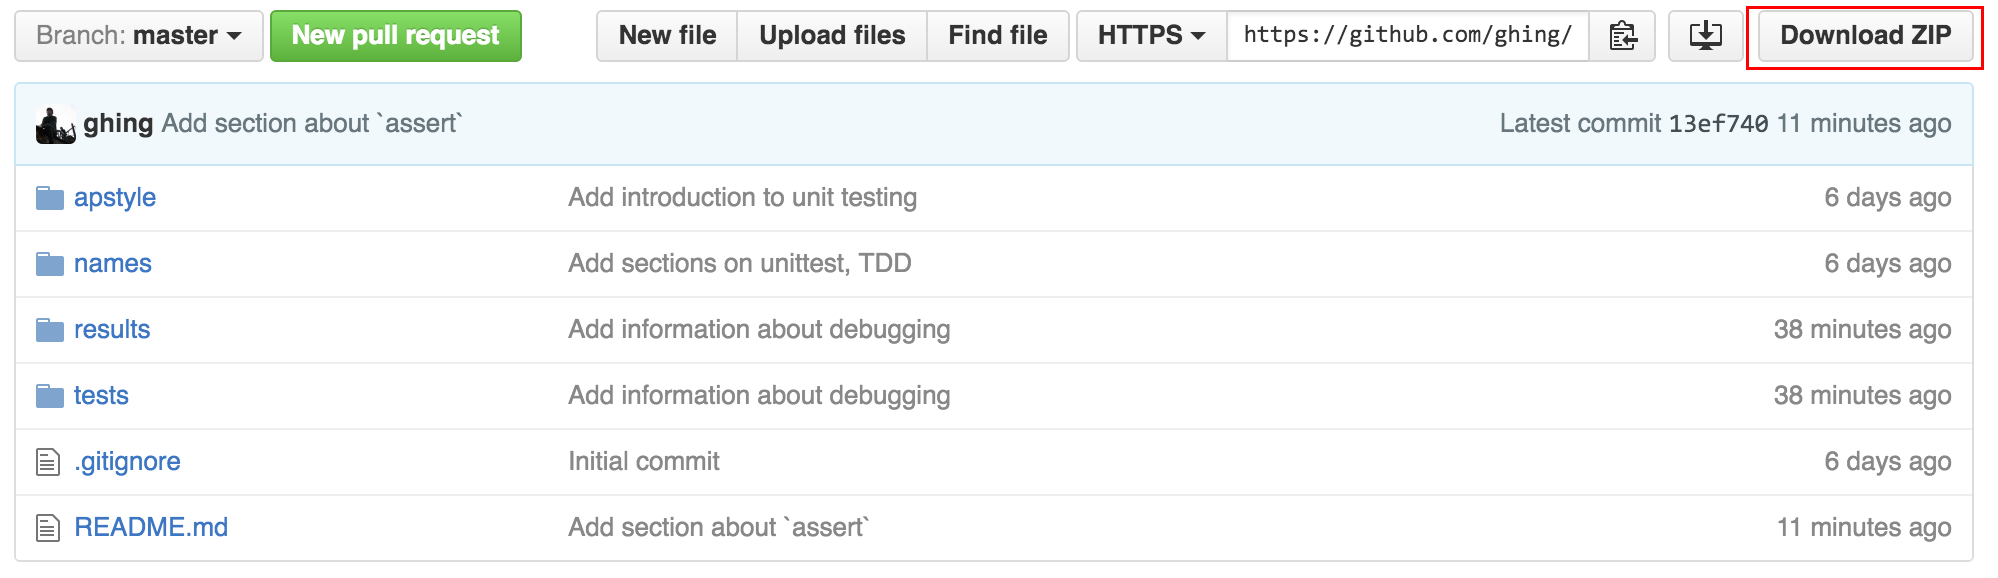 Branch: master New pull request New file Upload files Find file HTTPS https://github.com/ghing/ Download ZIP
ghing Add section about `assert` Latest commit 13ef740 11 minutes ago
apstyle Add introduction to unit testing 6 days ago
names Add sections on unittest, TDD 6 days ago
results Add information about debugging 38 minutes ago
tests Add information about debugging 38 minutes ago
.gitignore Initial commit 6 days ago
README.md Add section about `assert` 11 minutes ago